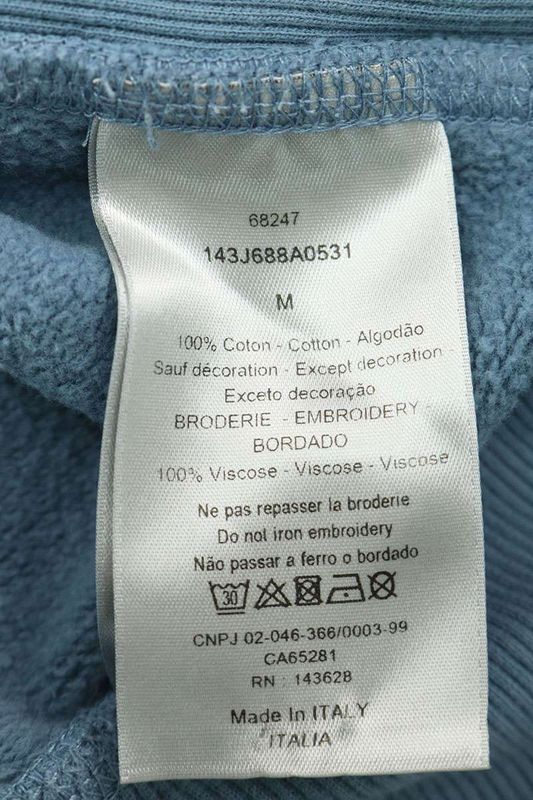 68247
143J688A0531
M
100% Coton - Cotton - Algodão
Sauf décoration - Except decoration -
Exceto decoração
BRODERIE - EMBROIDERY -
BORDADO
100% Viscose - Viscose - Viscose
Ne pas repasser la broderie
Do not iron embroidery
Não passar a ferro o bordado
30
CNPJ 02-046-366/0003-99
CA65281
RN : 143628
Made In ITALY
ITALIA